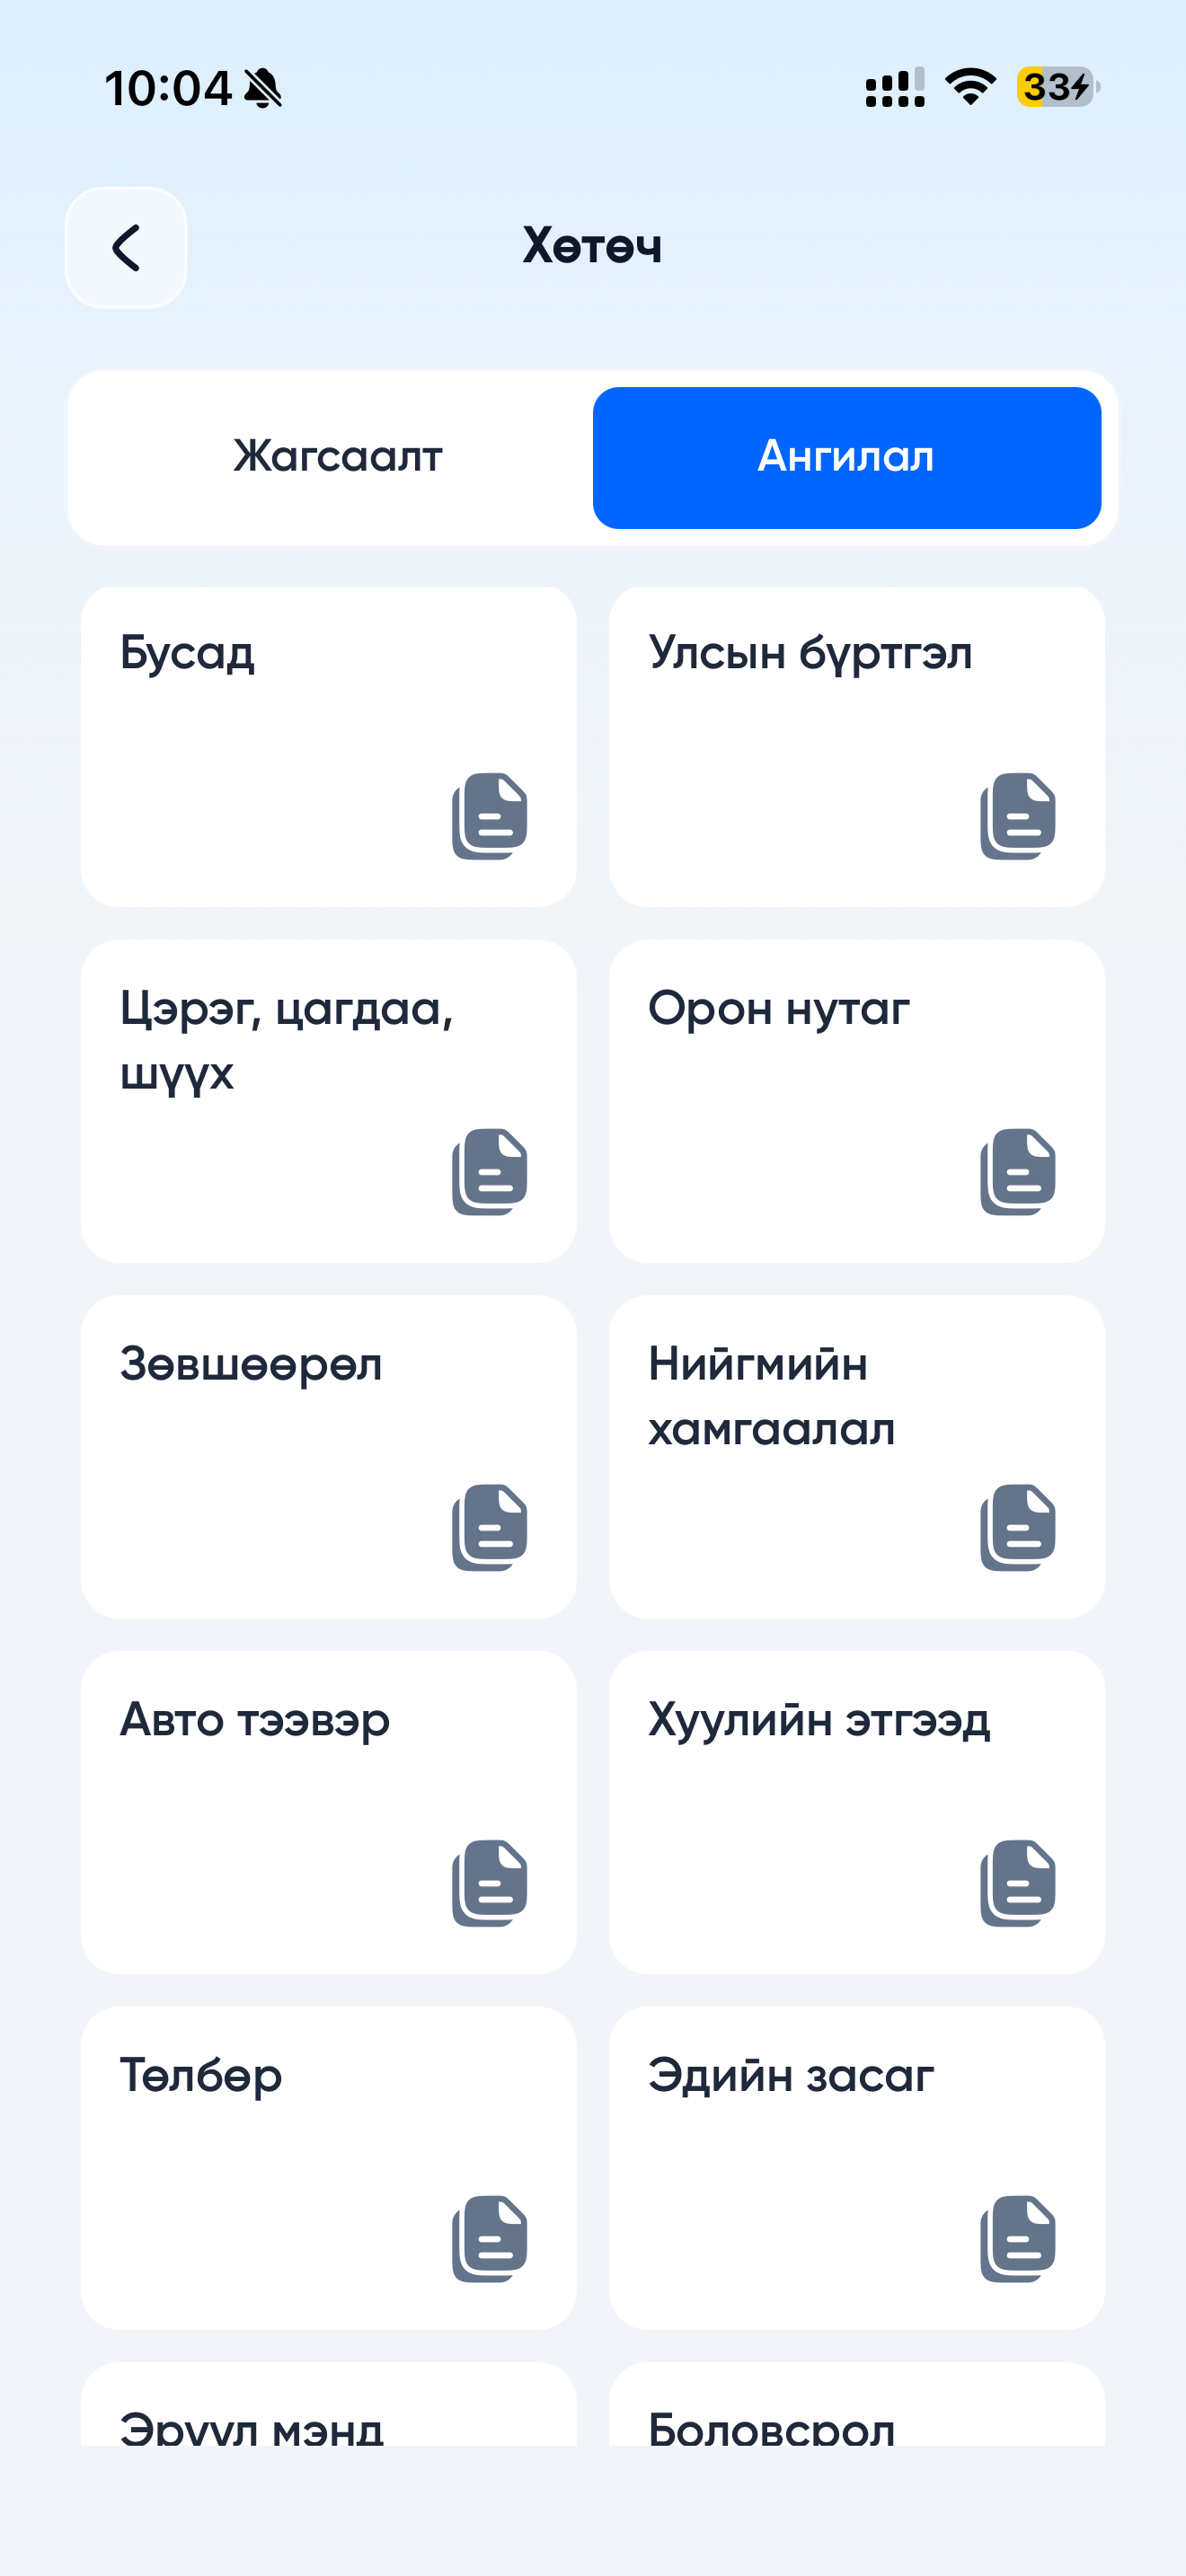 10:04
33
Хөтөч
Жагсаалт
Ангилал
Бусад
Улсын бүртгэл
Цэрэг, цагдаа,
шүүх
Орон нутаг
Зөвшөөрөл
Нийгмийн
хамгаалал
Авто тээвэр
Хуулийн этгээд
Төлбөр
Эдийн засаг
Эрүүл мэнд
Боловсрол